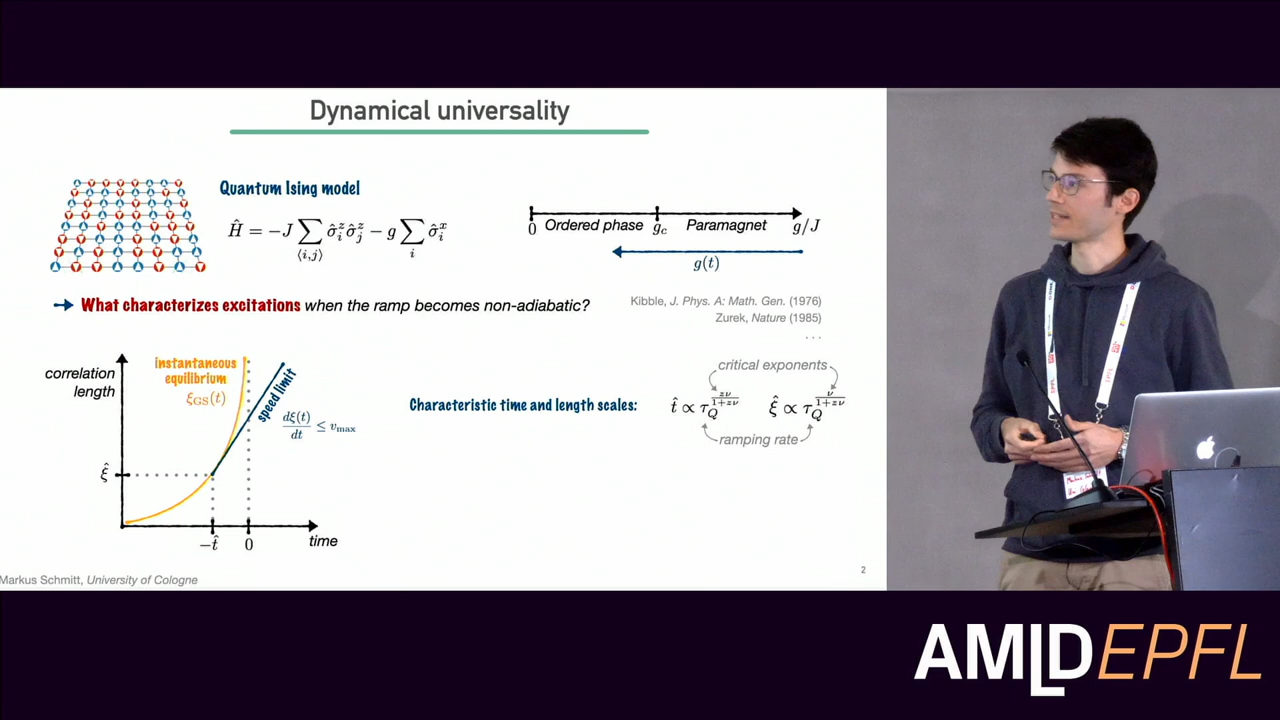 Dynamical universality
Quantum Ising model
Ĥ = −J ∑⟨i,j⟩ σ̂ᵢᶻσ̂ⱼᶻ − g ∑ᵢ σ̂ᵢˣ
0 Ordered phase g_c Paramagnet g/J
g(t)
What characterizes excitations when the ramp becomes non-adiabatic?
Kibble, J. Phys. A: Math. Gen. (1976)
Zurek, Nature (1985)
. . .
correlation
length
instantaneous
equilibrium
ξ_GS(t)
speed limit
dξ(t)/dt ≤ v_max
ξ̂
−t̂ 0 time
critical exponents
Characteristic time and length scales: t̂ ∝ τ_Q^{zν/(1+zν)} ξ̂ ∝ τ_Q^{ν/(1+zν)}
ramping rate
Markus Schmitt, University of Cologne
2
EPFL
AMLDEPFL